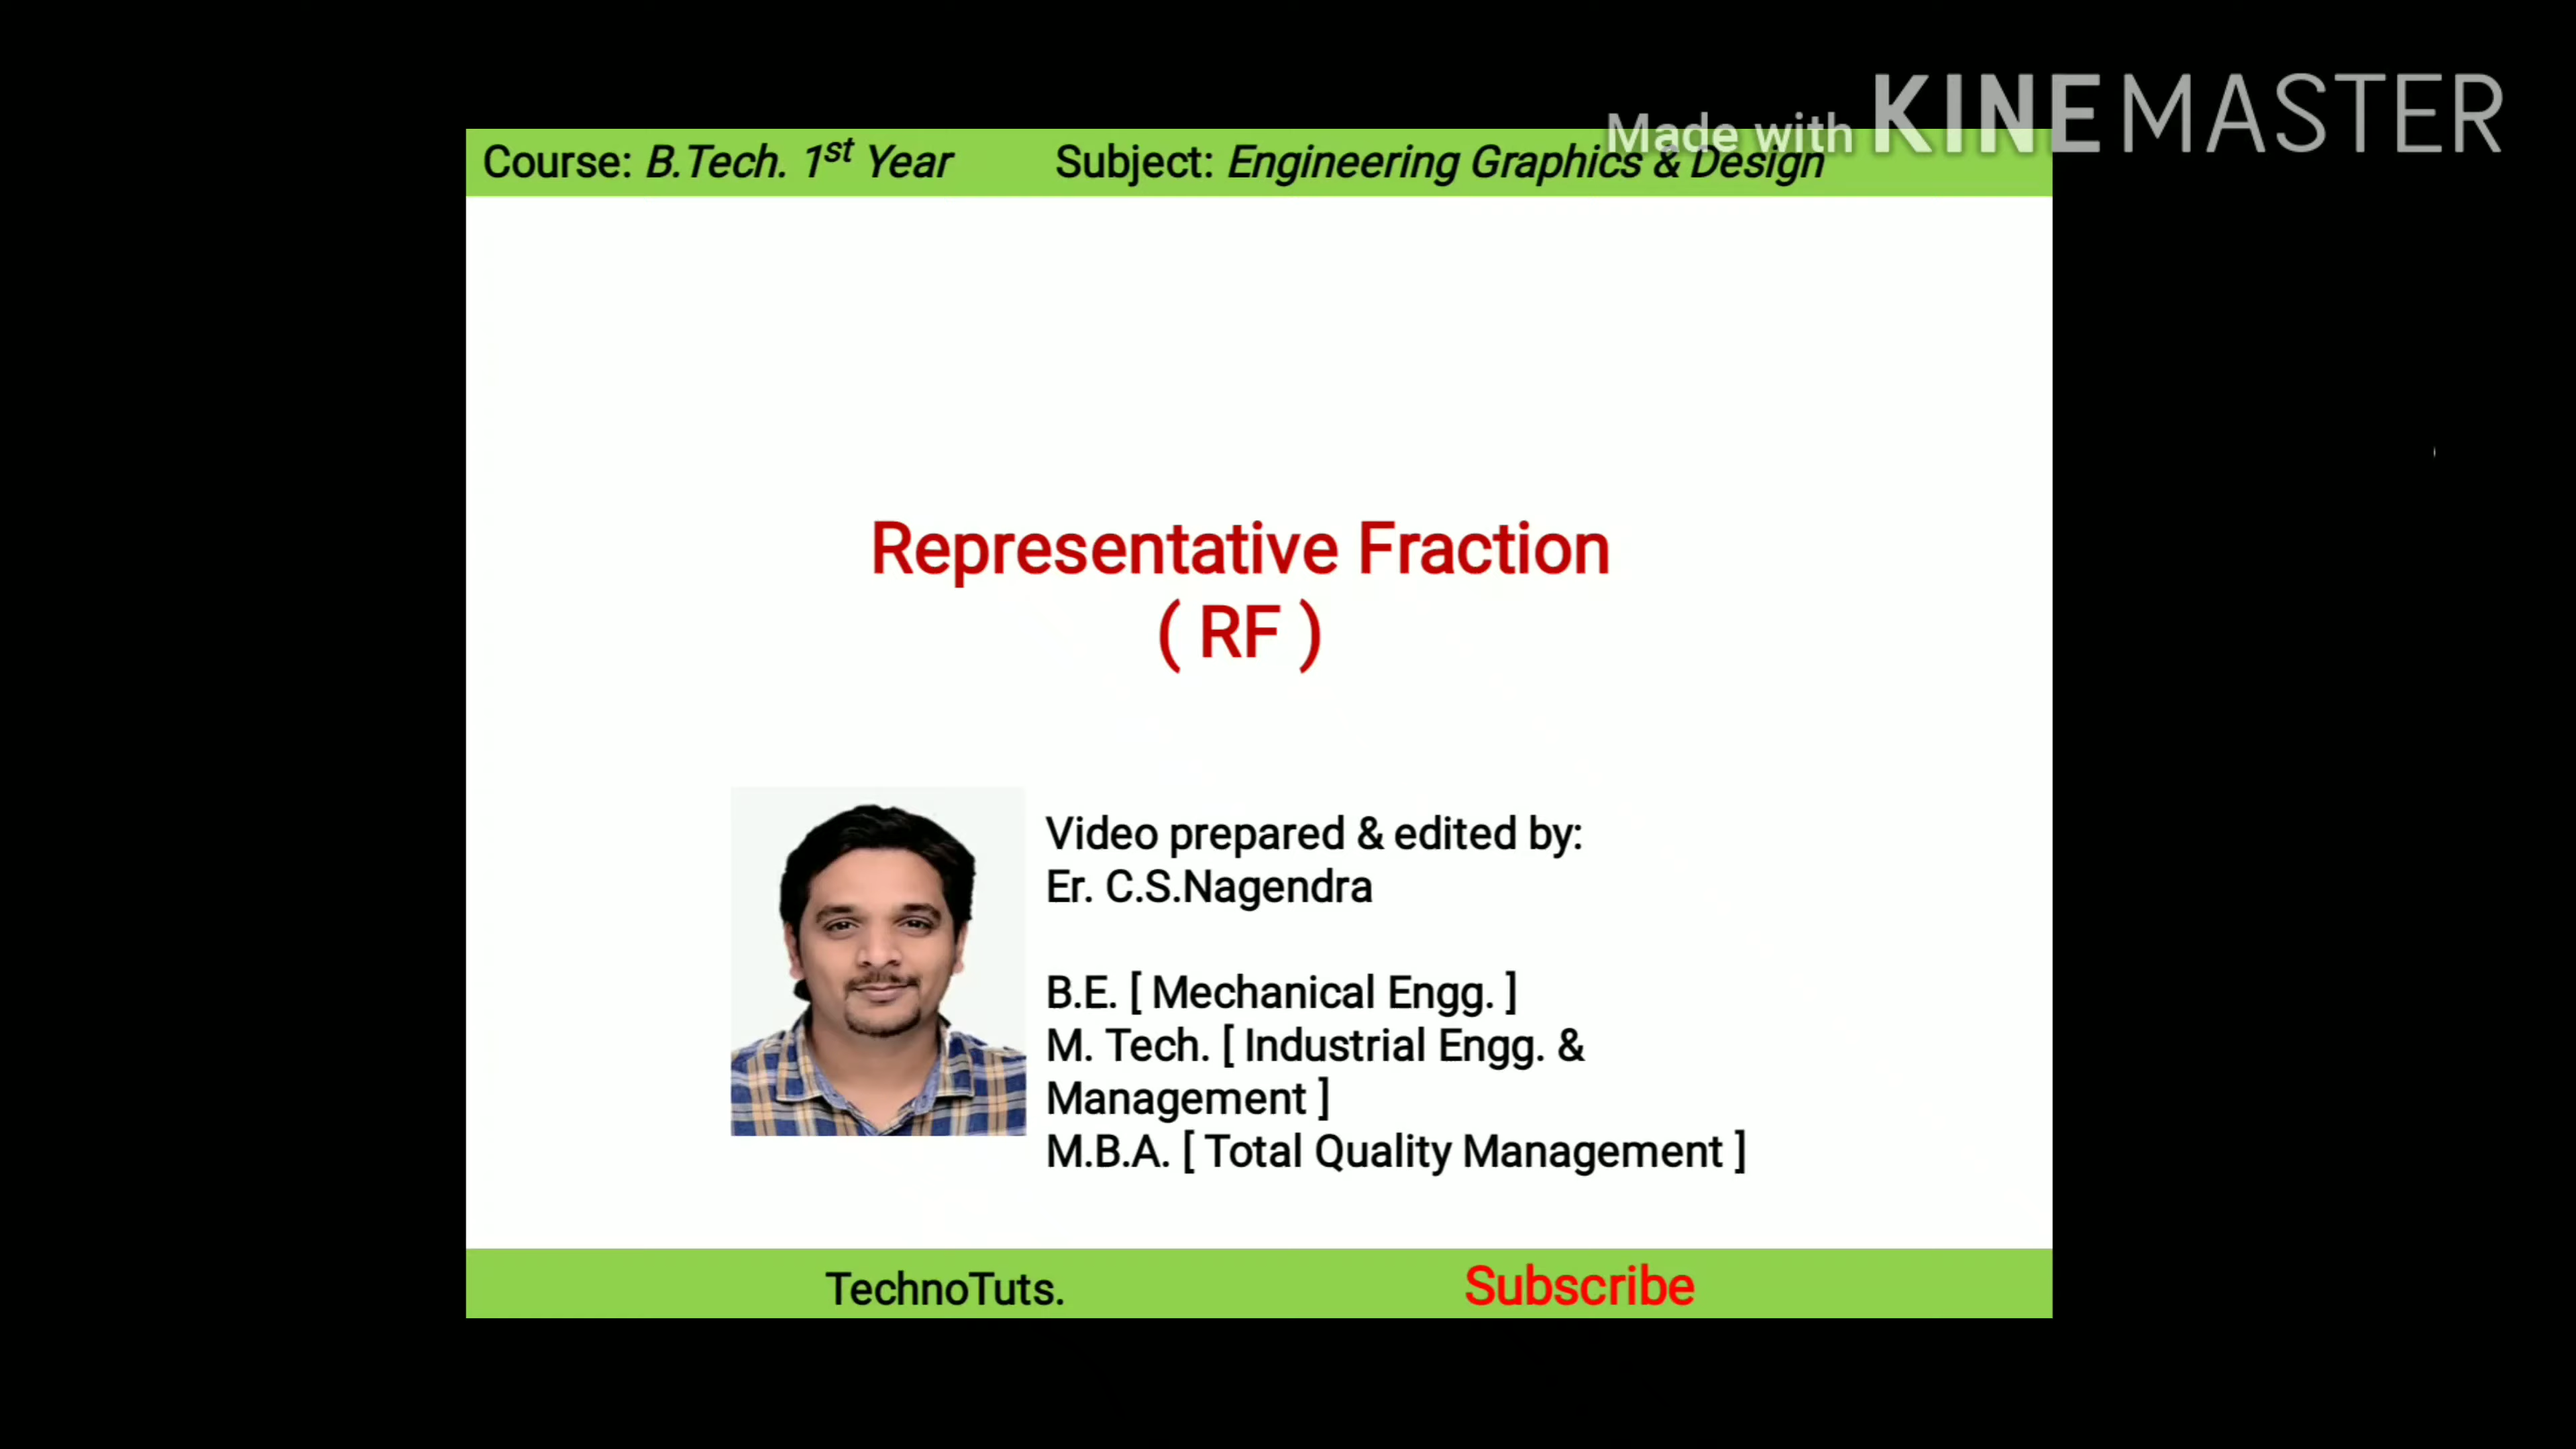 Made with KINEMASTER
Course: B.Tech. 1st Year Subject: Engineering Graphics & Design
Representative Fraction
( RF )
Video prepared & edited by:
Er. C.S.Nagendra
B.E. [ Mechanical Engg. ]
M. Tech. [ Industrial Engg. &
Management ]
M.B.A. [ Total Quality Management ]
TechnoTuts. Subscribe